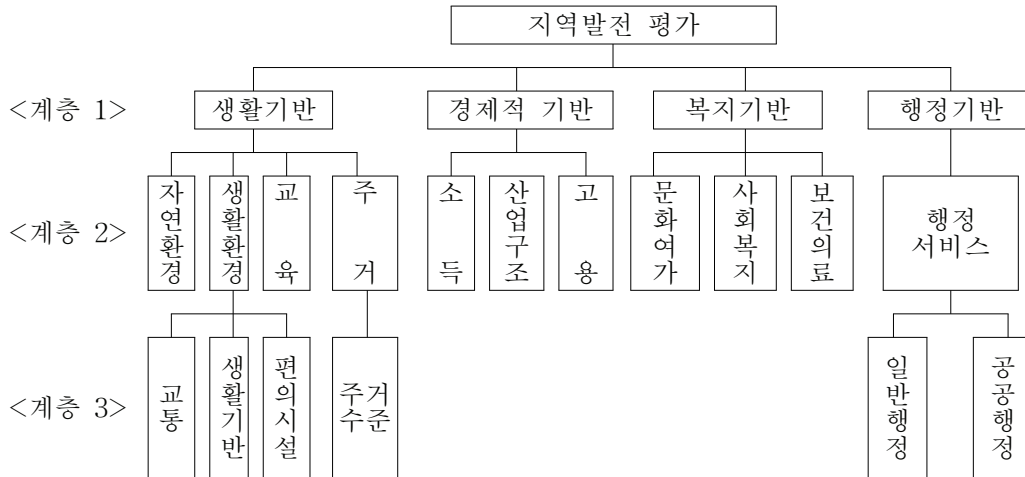 지역발전 평가
<계층 1>
생활기반
경제적 기반
복지기반
행정기반
<계층 2>
자연환경
생활환경
교육
주거
소득
산업구조
고용
문화여가
사회복지
보건의료
행정
서비스
<계층 3>
교통
생활기반
편의시설
주거
수준
일반행정
공공행정